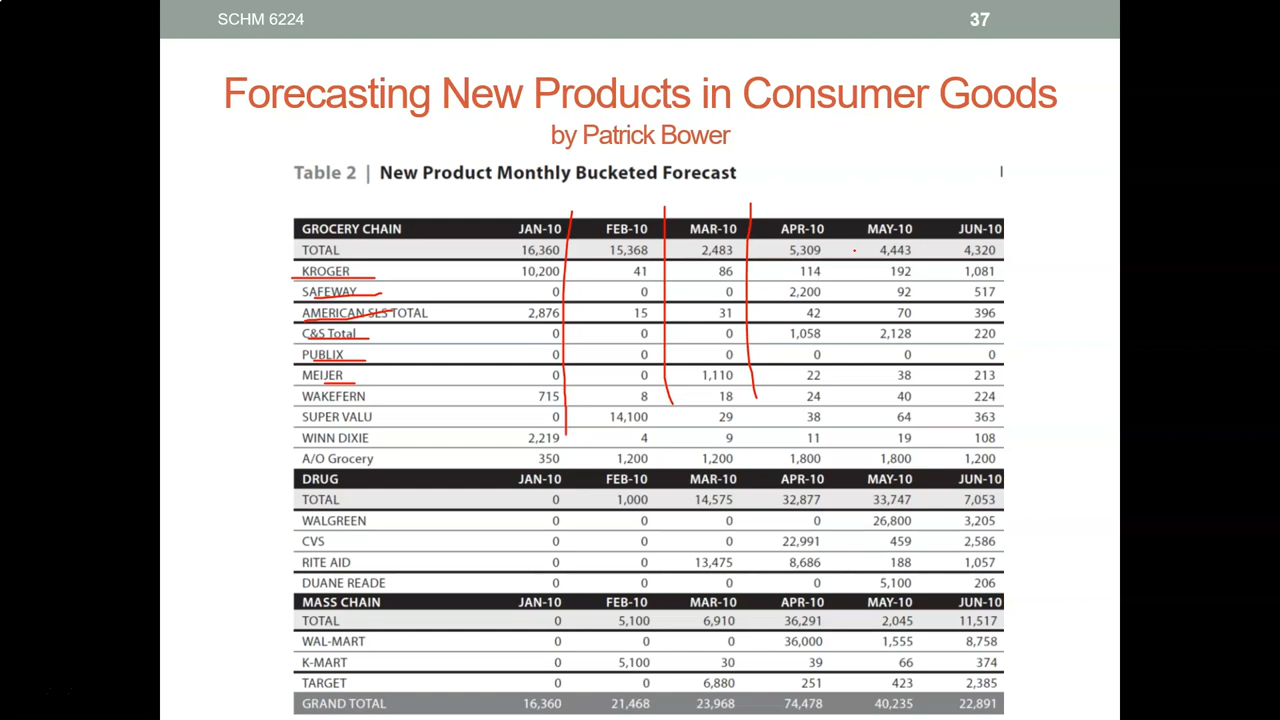 SCHM 6224 37
Forecasting New Products in Consumer Goods
by Patrick Bower
Table 2 | New Product Monthly Bucketed Forecast
GROCERY CHAIN JAN-10 FEB-10 MAR-10 APR-10 MAY-10 JUN-10
TOTAL 16,360 15,368 2,483 5,309 4,443 4,320
KROGER 10,200 41 86 114 192 1,081
SAFEWAY 0 0 0 2,200 92 517
AMERICAN SLS TOTAL 2,876 15 31 42 70 396
C&S Total 0 0 0 1,058 2,128 220
PUBLIX 0 0 0 0 0 0
MEIJER 0 0 1,110 22 38 213
WAKEFERN 715 8 18 24 40 224
SUPER VALU 0 14,100 29 38 64 363
WINN DIXIE 2,219 4 9 11 19 108
A/O Grocery 350 1,200 1,200 1,800 1,800 1,200
DRUG JAN-10 FEB-10 MAR-10 APR-10 MAY-10 JUN-10
TOTAL 0 1,000 14,575 32,877 33,747 7,053
WALGREEN 0 0 0 0 26,800 3,205
CVS 0 0 0 22,991 459 2,586
RITE AID 0 0 13,475 8,686 188 1,057
DUANE READE 0 0 0 0 5,100 206
MASS CHAIN JAN-10 FEB-10 MAR-10 APR-10 MAY-10 JUN-10
TOTAL 0 5,100 6,910 36,291 2,045 11,517
WAL-MART 0 0 0 36,000 1,555 8,758
K-MART 0 5,100 30 39 66 374
TARGET 0 0 6,880 251 423 2,385
GRAND TOTAL 16,360 21,468 23,968 74,478 40,235 22,891